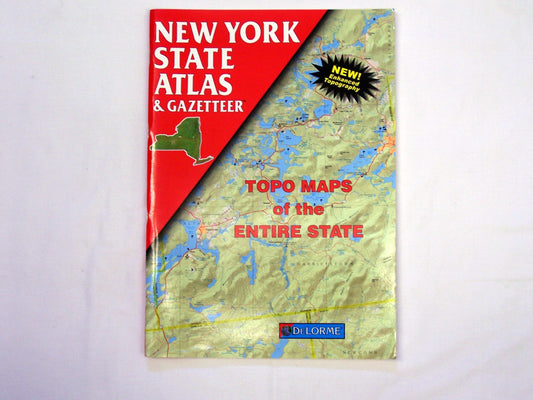 NEW YORK
STATE
ATLAS
& GAZETTEER
NEW!
Enhanced
Topography
TOPO MAPS
of the
ENTIRE STATE
DELORME